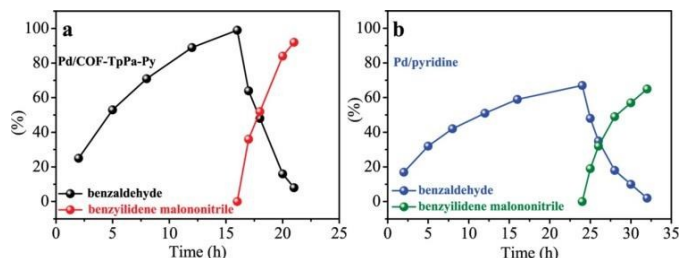 a
Pd/COF-TpPa-Py
100
80
60
40
20
0
(%)
benzaldehyde
benzyilidene malononitrile
0 5 10 15 20 25
Time (h)
b
Pd/pyridine
100
80
60
40
20
0
(%)
benzaldehyde
benzyilidene malononitrile
0 5 10 15 20 25 30 35
Time (h)